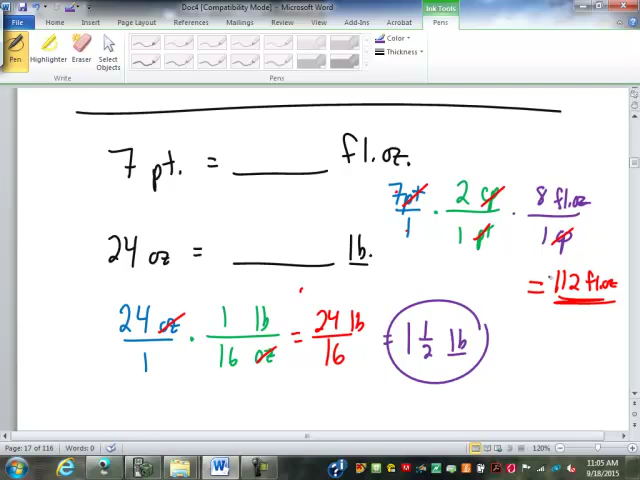 Doc4 [Compatibility Mode] - Microsoft Word
Ink Tools
File Home Insert Page Layout References Mailings Review View Add-Ins Acrobat Pens
Pen Highlighter Eraser Select Objects
Color
Thickness
Write Pens
7 pt. = ______ fl.oz.
7pt/1 · 2 cp/1 pt · 8 fl.oz/1 cp
= 112 fl.oz
24 oz = ______ lb.
24 oz/1 · 1 lb/16 oz = 24 lb/16 = 1 1/2 lb
Page: 17 of 116 Words: 0 120%
11:05 AM
9/18/2015